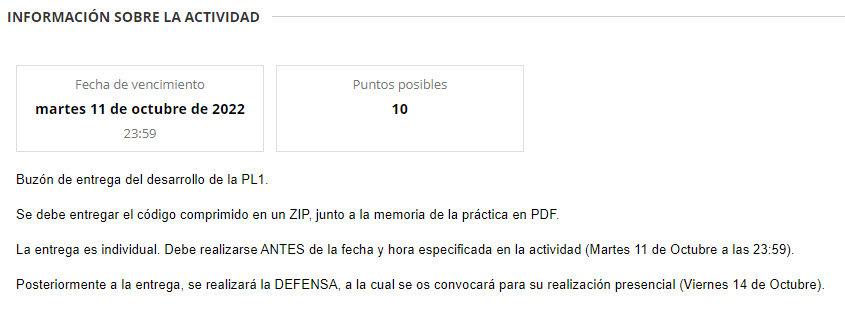 INFORMACIÓN SOBRE LA ACTIVIDAD
Fecha de vencimiento
martes 11 de octubre de 2022
23:59
Puntos posibles
10
Buzón de entrega del desarrollo de la PL1.
Se debe entregar el código comprimido en un ZIP, junto a la memoria de la práctica en PDF.
La entrega es individual. Debe realizarse ANTES de la fecha y hora especificada en la actividad (Martes 11 de Octubre a las 23:59).
Posteriormente a la entrega, se realizará la DEFENSA, a la cual se os convocará para su realización presencial (Viernes 14 de Octubre).